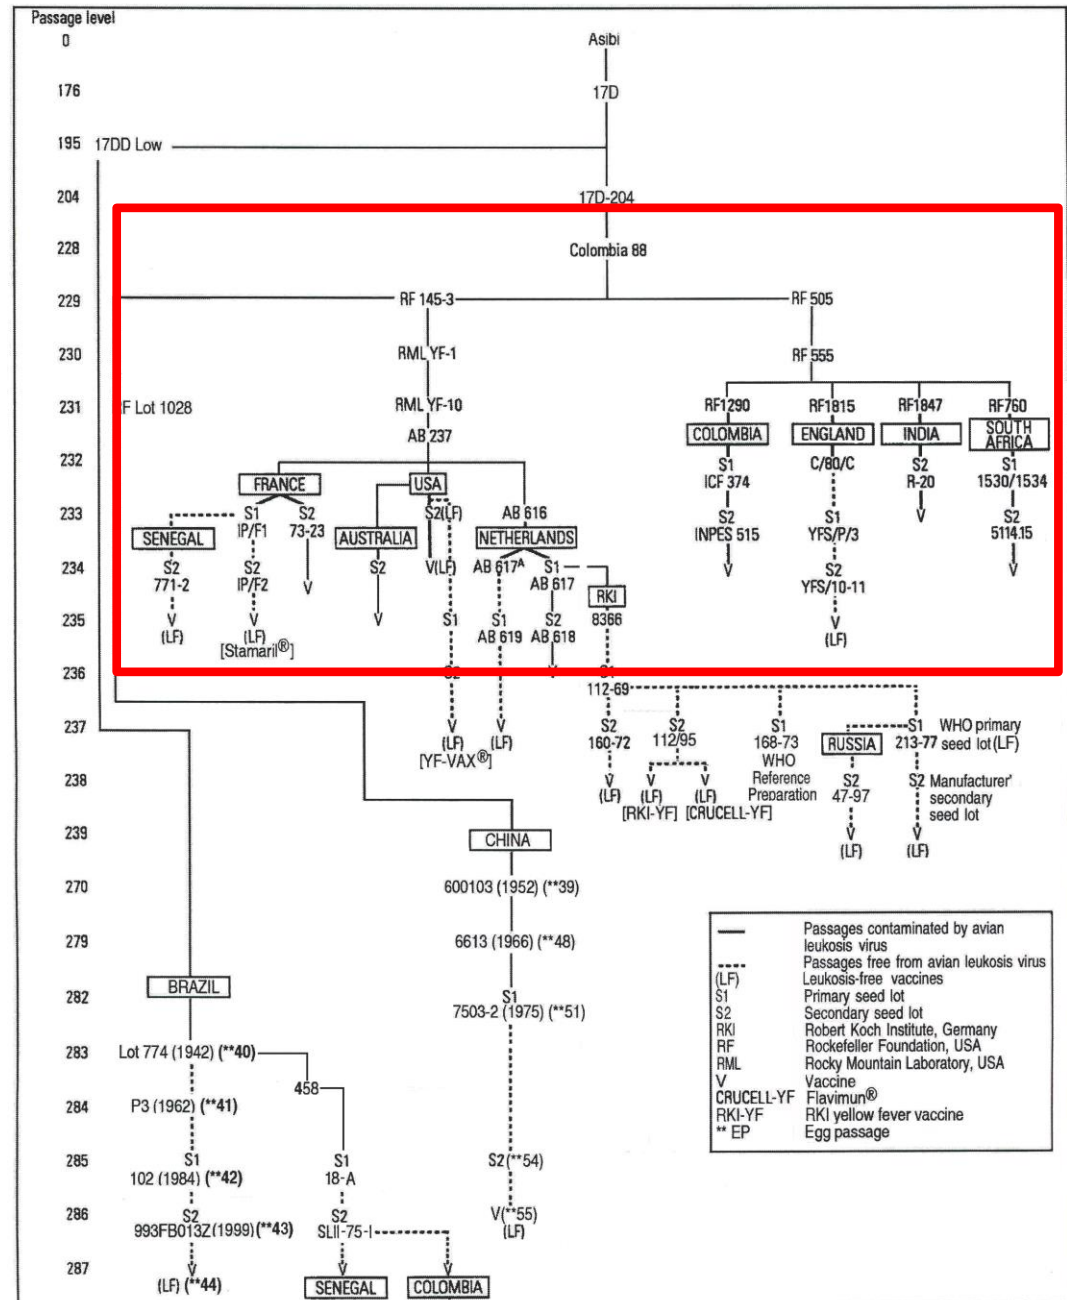 Passage level
0 Asibi
176 17D
195 17DD Low
204 17D-204
228 Colombia 88
229 RF 145-3 RF 505
230 RML YF-1 RF 555
231 F Lot 1028 RML YF-10 RF1290 RF1815 RF1847 RF760
AB 237 COLOMBIA ENGLAND INDIA SOUTH AFRICA
232 S1 C/80/C S2 S1
FRANCE USA ICF 374 R-20 1530/1534
233 S1 S2 S2(LF) AB 616 S2 S1 V S2
IP/F1 73-23 INPES 515 YFS/P/3 5114.15
SENEGAL AUSTRALIA NETHERLANDS
234 S2 S2 V S2 V(LF) AB 617A S1 V S2 V
771-2 IP/F2 AB 617 YFS/10-11
RKI
235 V V V S1 S1 S2 8366 V
(LF) (LF) AB 619 AB 618 (LF)
[Stamaril®]
236 S2 V S1
112-69
237 V V S2 S2 S1 S1 WHO primary
(LF) (LF) 160-72 112/95 168-73 RUSSIA 213-77 seed lot (LF)
[YF-VAX®] WHO
Reference
Preparation
238 V V V S2 S2 Manufacturer'
(LF) (LF) (LF) 47-97 secondary
[RKI-YF] [CRUCELL-YF] seed lot
239 V V
CHINA (LF) (LF)
270 600103 (1952) (**39)
279 6613 (1966) (**48)
BRAZIL
282 S1
7503-2 (1975) (**51)
283 Lot 774 (1942) (**40)
458
284 P3 (1962) (**41)
285 S1 S1 S2 (**54)
102 (1984) (**42) 18-A
286 S2 S2 V(**55)
993FB013Z (1999) (**43) SLII-75-I (LF)
287 V V V
(LF) (**44) SENEGAL COLOMBIA
Passages contaminated by avian
leukosis virus
Passages free from avian leukosis virus
(LF) Leukosis-free vaccines
S1 Primary seed lot
S2 Secondary seed lot
RKI Robert Koch Institute, Germany
RF Rockefeller Foundation, USA
RML Rocky Mountain Laboratory, USA
V Vaccine
CRUCELL-YF Flavimun®
RKI-YF RKI yellow fever vaccine
** EP Egg passage